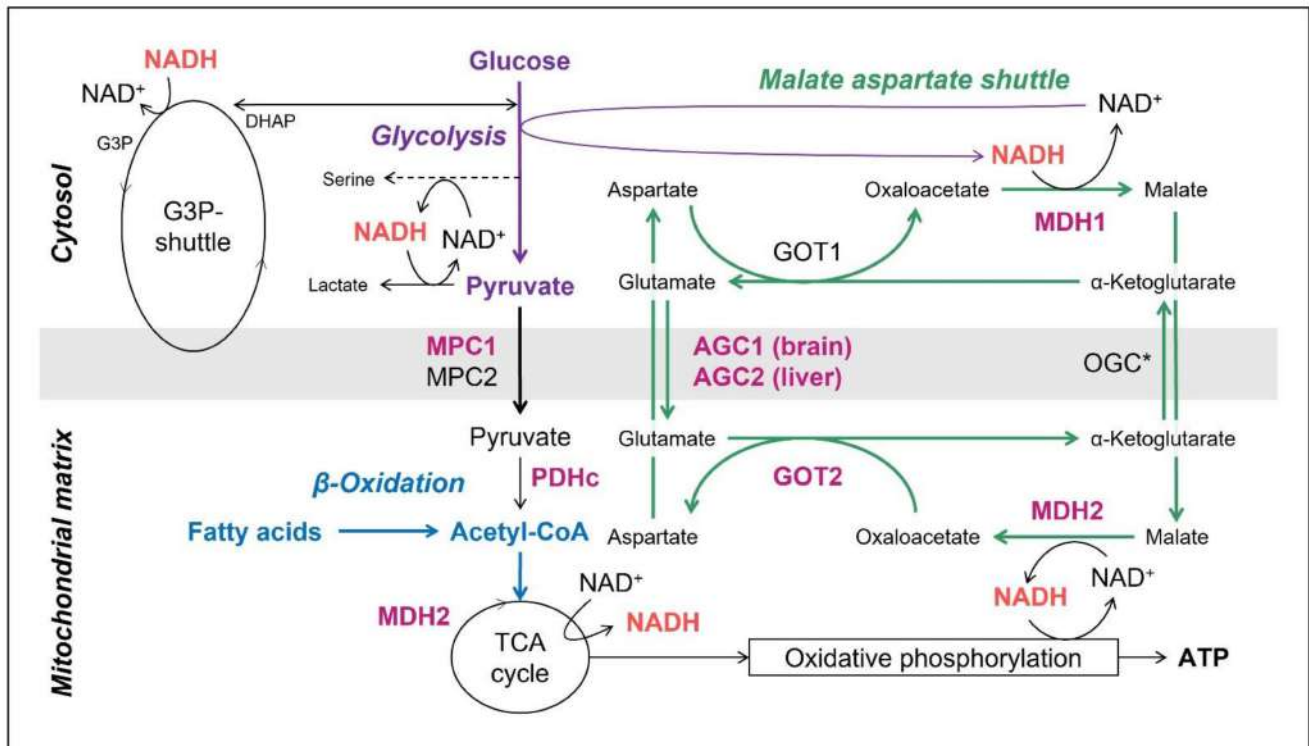 NADH
NAD+
G3P
DHAP
G3P-
shuttle
Cytosol
Glucose
Glycolysis
Serine
NADH
NAD+
Lactate
Pyruvate
Malate aspartate shuttle
NAD+
NADH
Aspartate
Oxaloacetate
Malate
MDH1
GOT1
Glutamate
α-Ketoglutarate
MPC1
MPC2
AGC1 (brain)
AGC2 (liver)
OGC*
Mitochondrial matrix
Pyruvate
PDHc
β-Oxidation
Fatty acids
Acetyl-CoA
Glutamate
α-Ketoglutarate
GOT2
MDH2
Aspartate
Oxaloacetate
Malate
NAD+
NADH
MDH2
NAD+
NADH
TCA
cycle
Oxidative phosphorylation
ATP